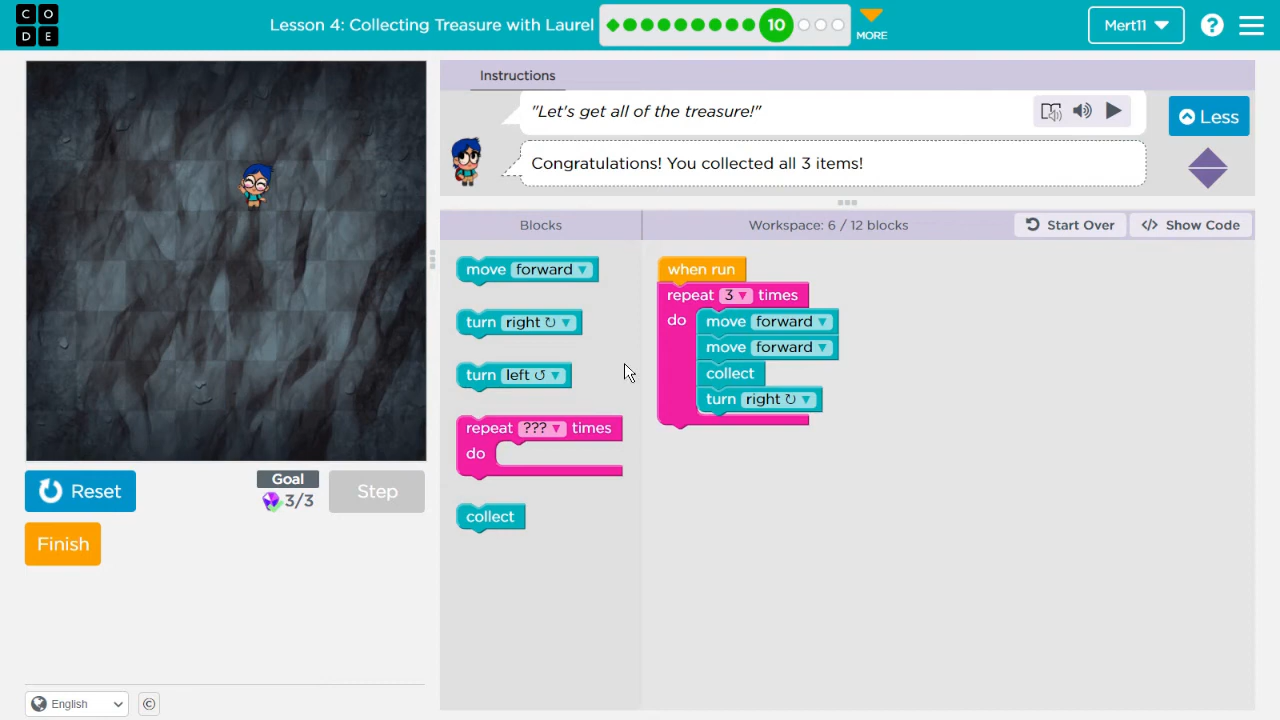 C O
D E
Lesson 4: Collecting Treasure with Laurel
10
MORE
Mert11
?
Instructions
"Let's get all of the treasure!"
Less
Congratulations! You collected all 3 items!
Blocks
Workspace: 6 / 12 blocks
Start Over
</> Show Code
move forward ▼
turn right ↻ ▼
turn left ↺ ▼
repeat ??? ▼ times
do
collect
when run
repeat 3 ▼ times
do
move forward ▼
move forward ▼
collect
turn right ↻ ▼
Reset
Goal
3/3
Step
Finish
English
©